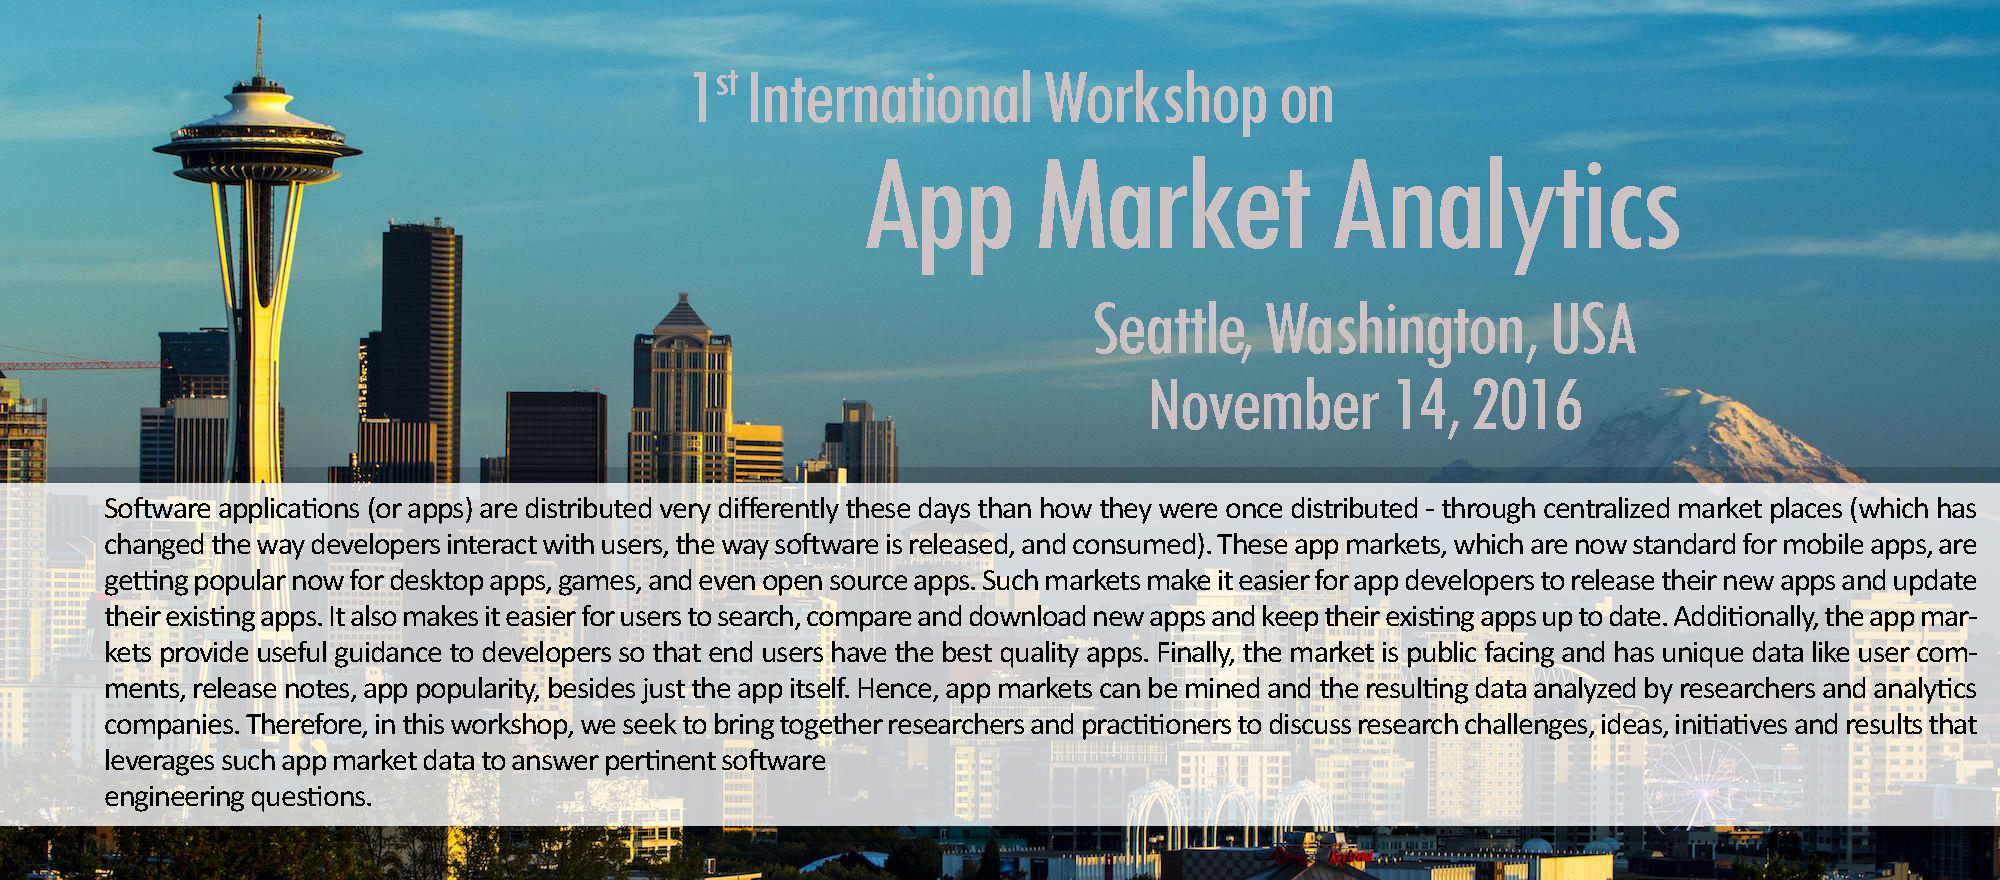 1st International Workshop on
App Market Analytics
Seattle, Washington, USA
November 14, 2016
Software applications (or apps) are distributed very differently these days than how they were once distributed - through centralized market places (which has
changed the way developers interact with users, the way software is released, and consumed). These app markets, which are now standard for mobile apps, are
getting popular now for desktop apps, games, and even open source apps. Such markets make it easier for app developers to release their new apps and update
their existing apps. It also makes it easier for users to search, compare and download new apps and keep their existing apps up to date. Additionally, the app mar-
kets provide useful guidance to developers so that end users have the best quality apps. Finally, the market is public facing and has unique data like user com-
ments, release notes, app popularity, besides just the app itself. Hence, app markets can be mined and the resulting data analyzed by researchers and analytics
companies. Therefore, in this workshop, we seek to bring together researchers and practitioners to discuss research challenges, ideas, initiatives and results that
leverages such app market data to answer pertinent software
engineering questions.